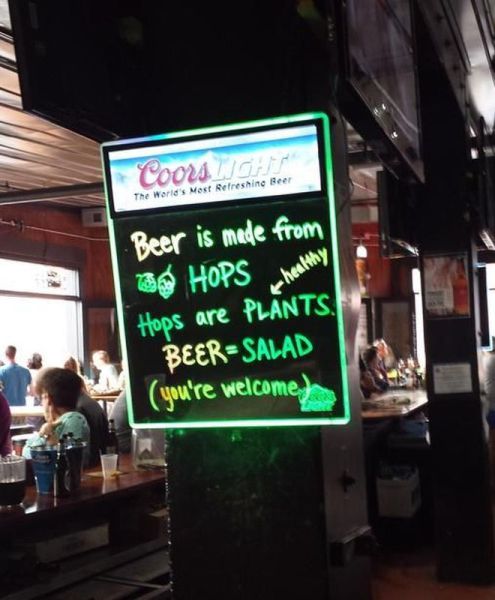 Coors LIGHT
The World's Most Refreshing Beer
Beer is made from
HOPS
healthy
Hops are PLANTS.
BEER=SALAD
(you're welcome)